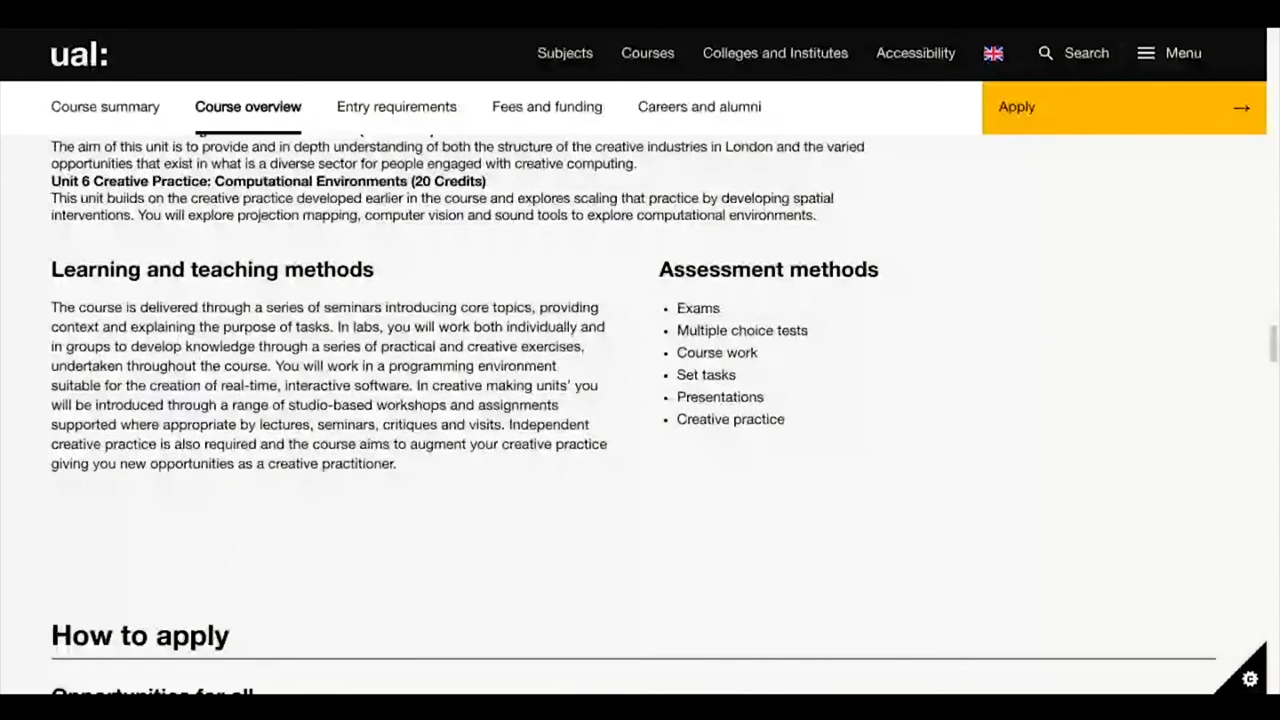 ual:
Subjects
Courses
Colleges and Institutes
Accessibility
Search
Menu
Course summary
Course overview
Entry requirements
Fees and funding
Careers and alumni
Apply →
The aim of this unit is to provide and in depth understanding of both the structure of the creative industries in London and the varied
opportunities that exist in what is a diverse sector for people engaged with creative computing.
Unit 6 Creative Practice: Computational Environments (20 Credits)
This unit builds on the creative practice developed earlier in the course and explores scaling that practice by developing spatial
interventions. You will explore projection mapping, computer vision and sound tools to explore computational environments.
Learning and teaching methods
The course is delivered through a series of seminars introducing core topics, providing
context and explaining the purpose of tasks. In labs, you will work both individually and
in groups to develop knowledge through a series of practical and creative exercises,
undertaken throughout the course. You will work in a programming environment
suitable for the creation of real-time, interactive software. In creative making units' you
will be introduced through a range of studio-based workshops and assignments
supported where appropriate by lectures, seminars, critiques and visits. Independent
creative practice is also required and the course aims to augment your creative practice
giving you new opportunities as a creative practitioner.
Assessment methods
• Exams
• Multiple choice tests
• Course work
• Set tasks
• Presentations
• Creative practice
How to apply
Opportunities for all